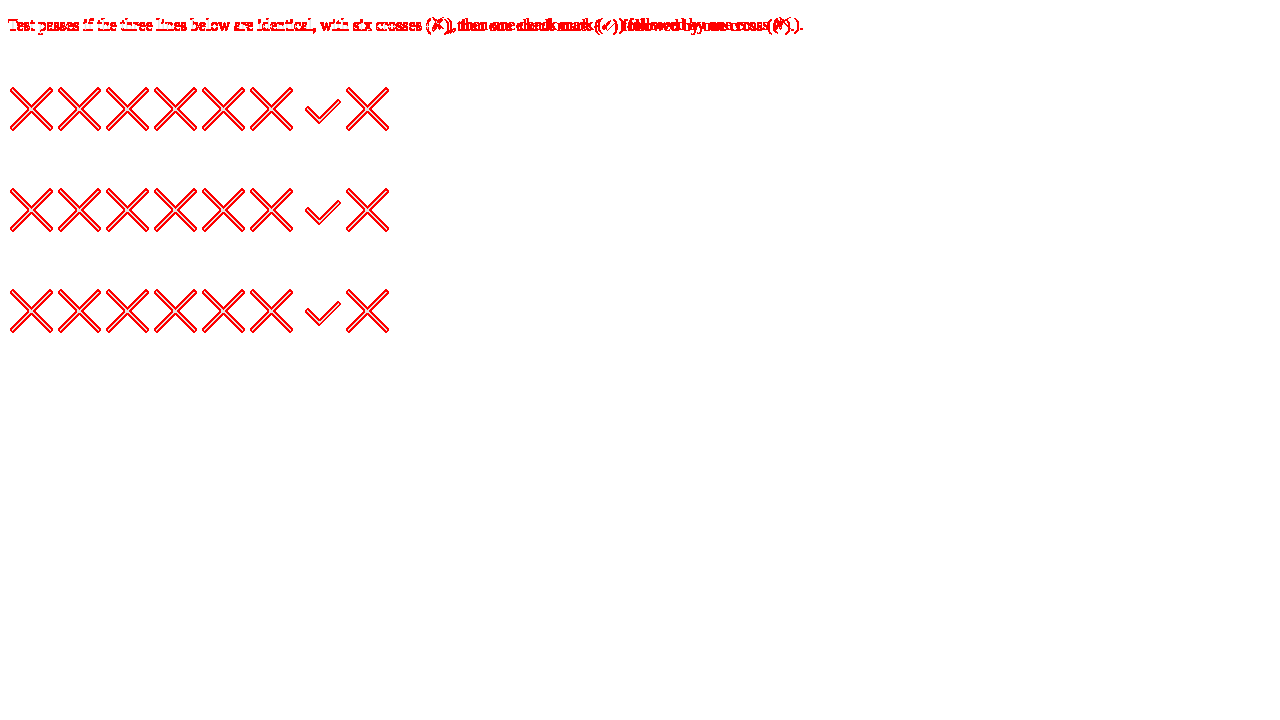 Test passes if the three lines below are identical, with six crosses (✗), then one check mark (✓) followed by one cross (✗).
✗✗✗✗✗✗✓✗
✗✗✗✗✗✗✓✗
✗✗✗✗✗✗✓✗